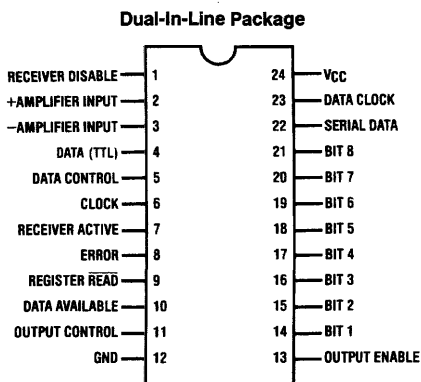 Dual-In-Line Package
RECEIVER DISABLE 1 24 VCC
+AMPLIFIER INPUT 2 23 DATA CLOCK
−AMPLIFIER INPUT 3 22 SERIAL DATA
DATA (TTL) 4 21 BIT 8
DATA CONTROL 5 20 BIT 7
CLOCK 6 19 BIT 6
RECEIVER ACTIVE 7 18 BIT 5
ERROR 8 17 BIT 4
REGISTER R̅E̅A̅D̅ 9 16 BIT 3
DATA AVAILABLE 10 15 BIT 2
OUTPUT CONTROL 11 14 BIT 1
GND 12 13 OUTPUT ENABLE